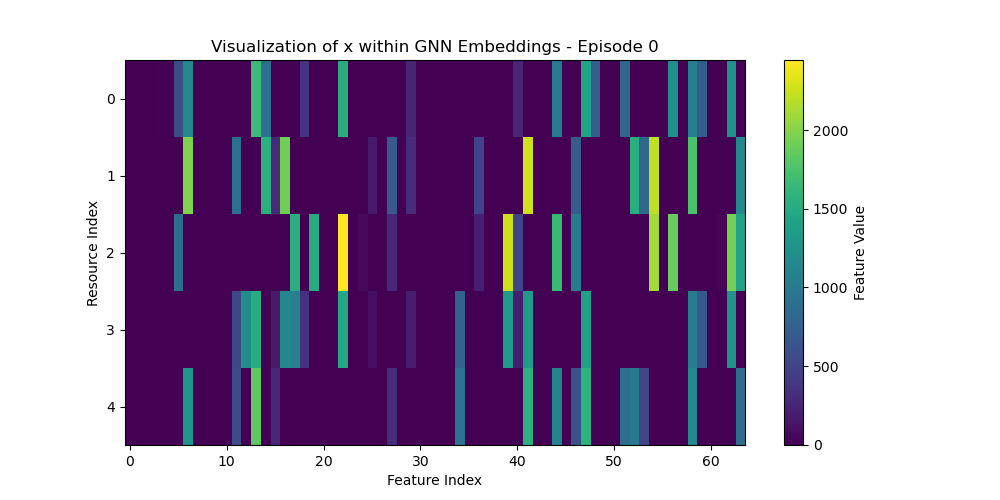 Visualization of x within GNN Embeddings - Episode 0
Resource Index
0
1
2
3
4
0 10 20 30 40 50 60
Feature Index
2000
1500
1000
500
0
Feature Value